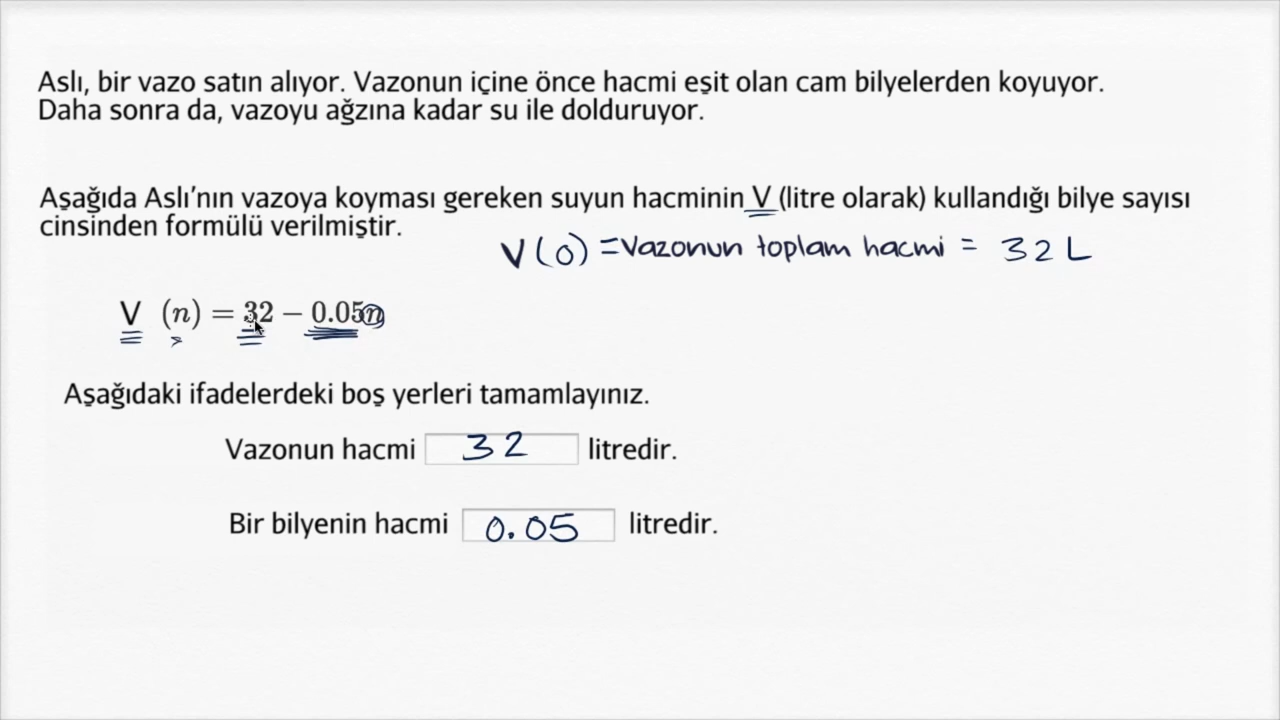 Aslı, bir vazo satın alıyor. Vazonun içine önce hacmi eşit olan cam bilyelerden koyuyor.
Daha sonra da, vazoyu ağzına kadar su ile dolduruyor.
Aşağıda Aslı’nın vazoya koyması gereken suyun hacminin V (litre olarak) kullandığı bilye sayısı
cinsinden formülü verilmiştir.
V(0) = Vazonun toplam hacmi = 32 L
V (n) = 32 − 0.05n
Aşağıdaki ifadelerdeki boş yerleri tamamlayınız.
Vazonun hacmi 32 litredir.
Bir bilyenin hacmi 0.05 litredir.